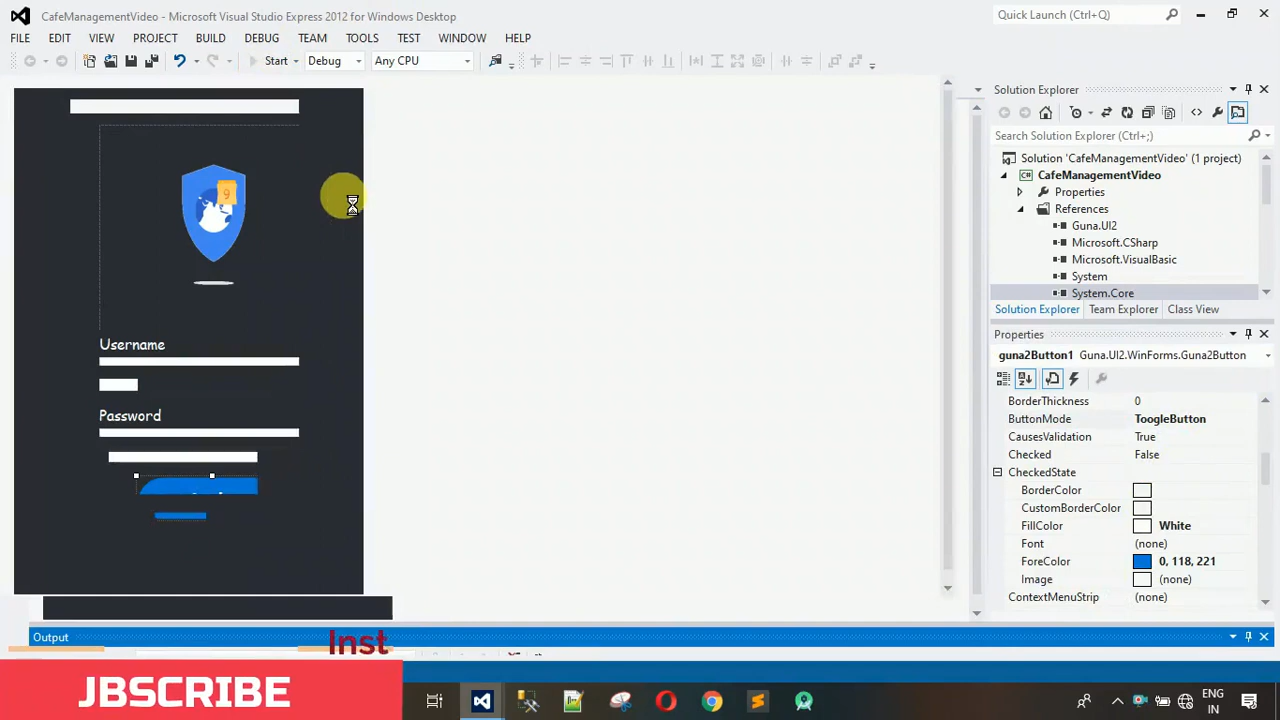 CafeManagementVideo - Microsoft Visual Studio Express 2012 for Windows Desktop
Quick Launch (Ctrl+Q)
FILE EDIT VIEW PROJECT BUILD DEBUG TEAM TOOLS TEST WINDOW HELP
Start Debug Any CPU
Solution Explorer
Search Solution Explorer (Ctrl+;)
Solution 'CafeManagementVideo' (1 project)
CafeManagementVideo
Properties
References
Guna.UI2
Microsoft.CSharp
Microsoft.VisualBasic
System
System.Core
Solution Explorer Team Explorer Class View
Properties
guna2Button1 Guna.UI2.WinForms.Guna2Button
BorderThickness 0
ButtonMode ToogleButton
CausesValidation True
Checked False
CheckedState
BorderColor
CustomBorderColor
FillColor White
Font (none)
ForeColor 0, 118, 221
Image (none)
ContextMenuStrip (none)
9
Username
Password
Output
Inst
JBSCRIBE
ENG
IN